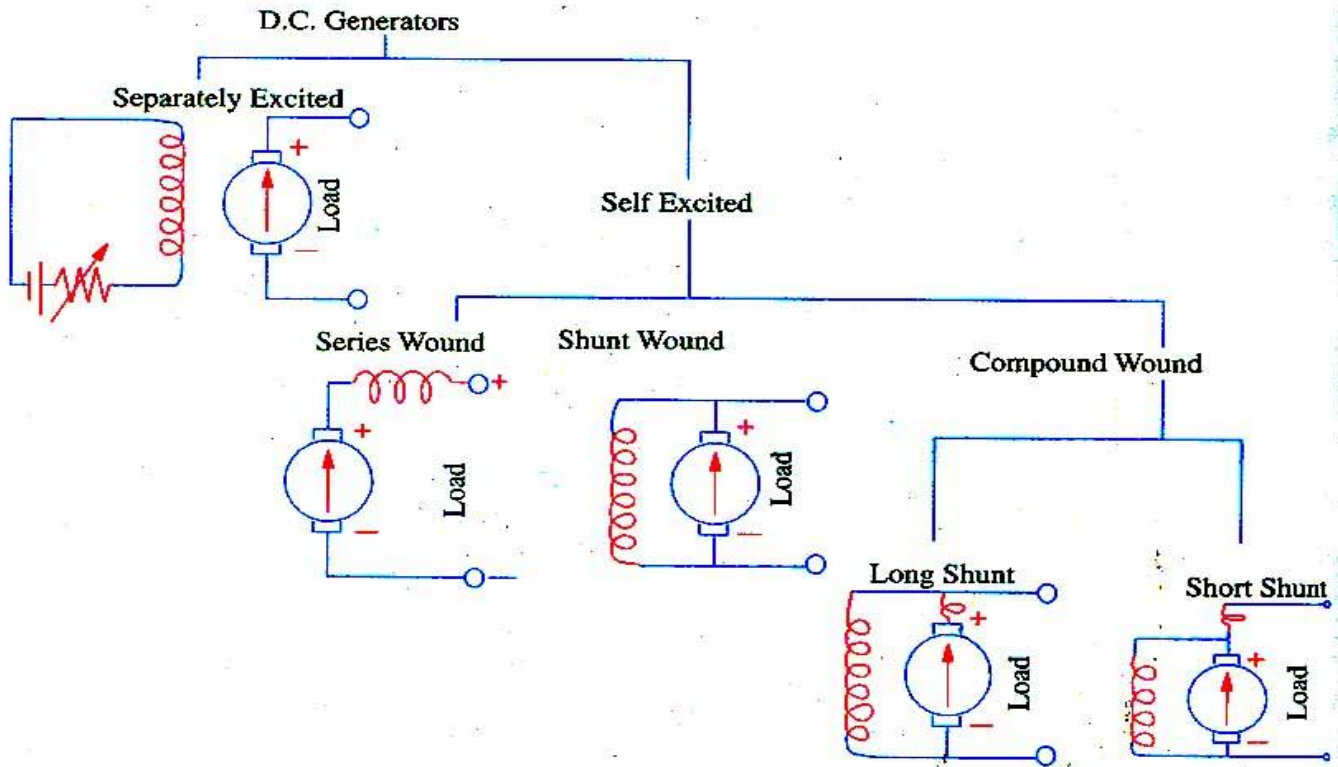 D.C. Generators
Separately Excited
+
Load
−
Self Excited
Series Wound
+
+
Load
−
Shunt Wound
+
Load
−
Compound Wound
Long Shunt
+
Load
−
Short Shunt
+
Load
−